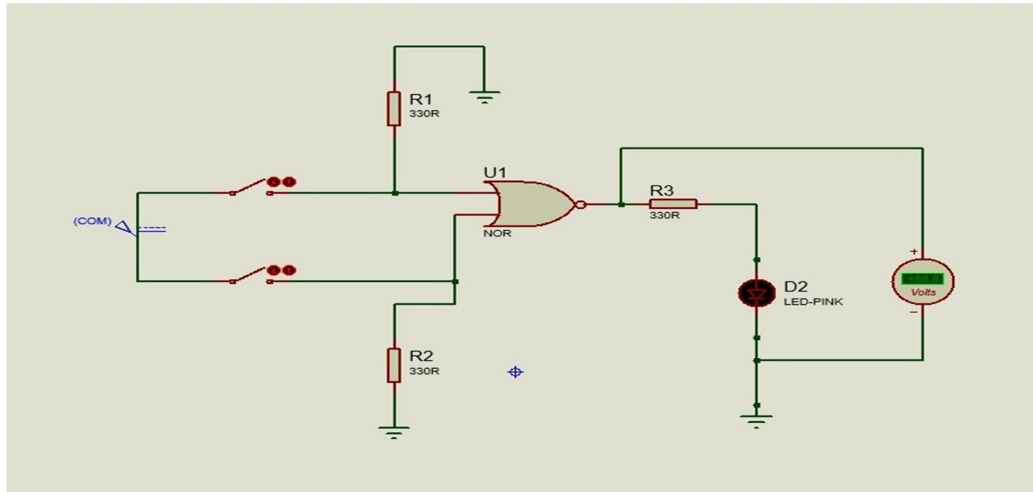 R1
330R
U1
NOR
(COM)
R3
330R
+
Volts
−
D2
LED-PINK
R2
330R